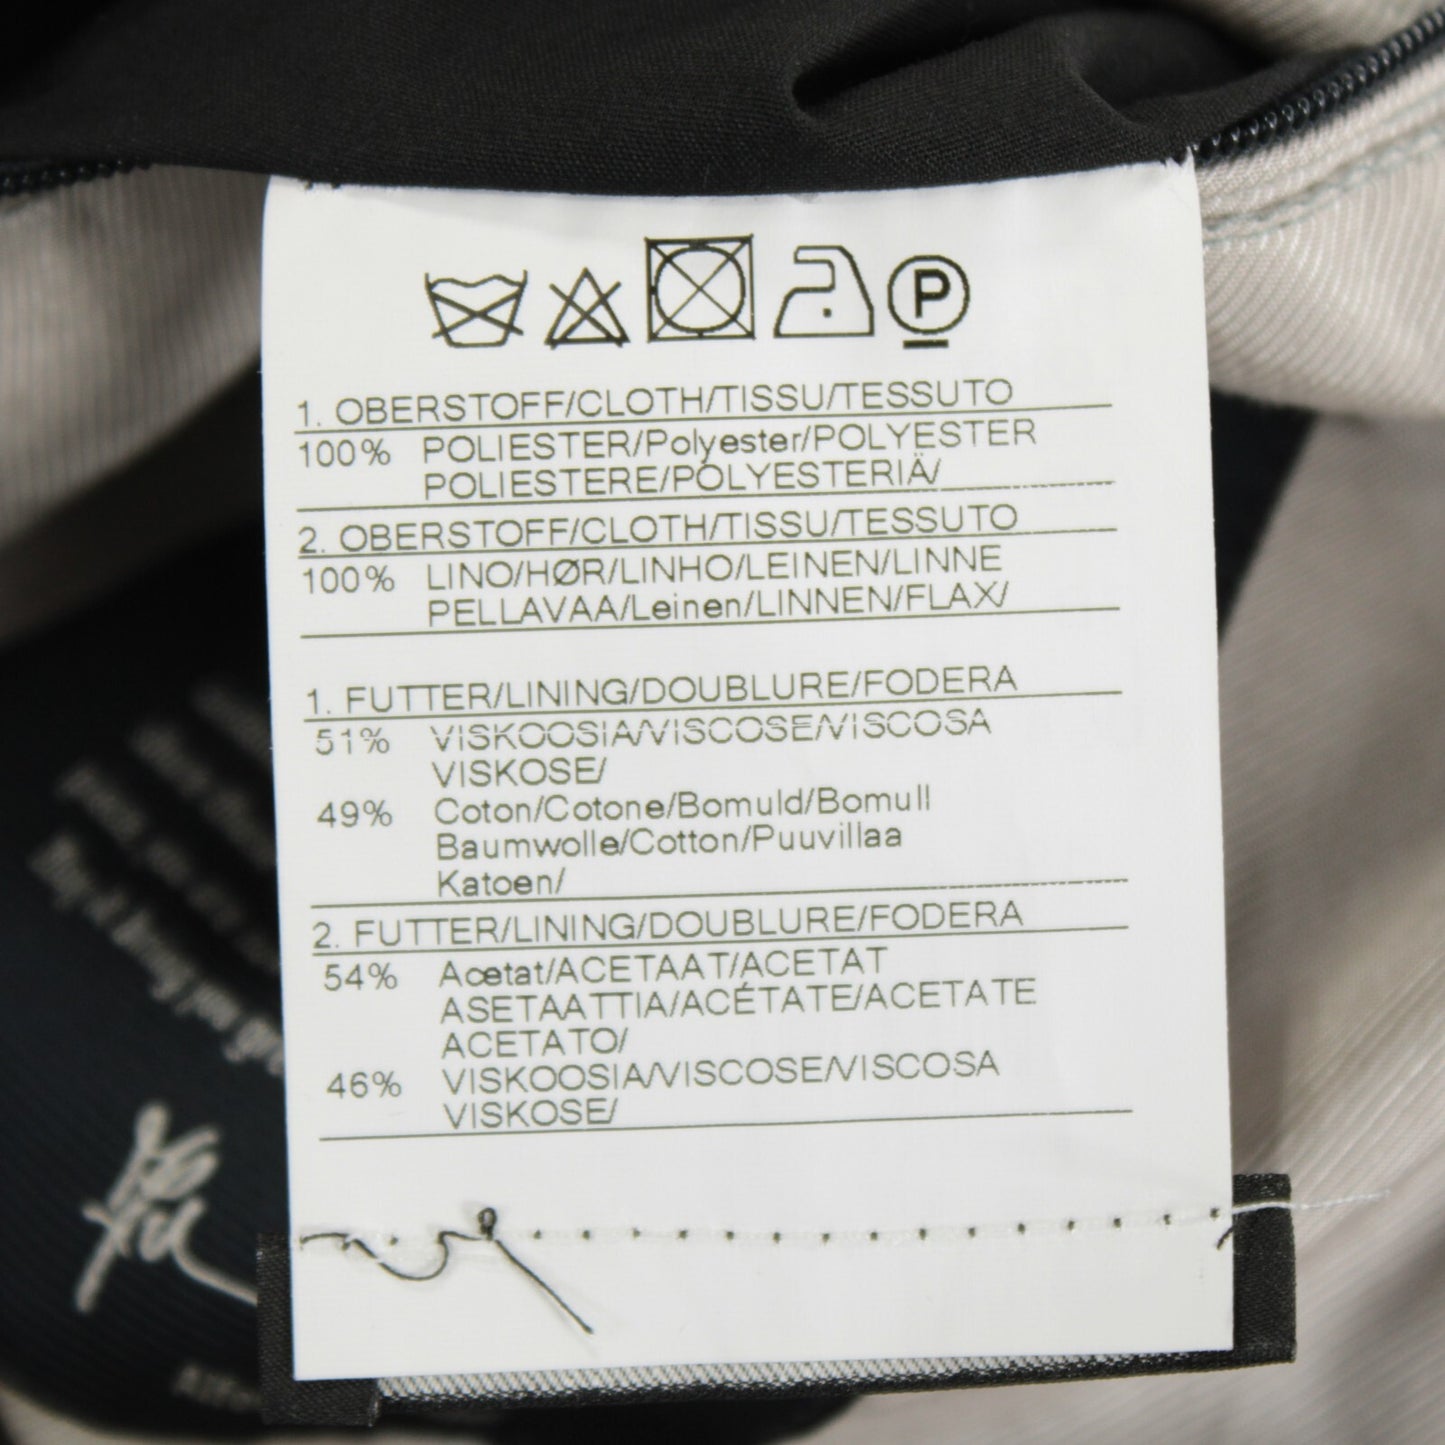 P
1. OBERSTOFF/CLOTH/TISSU/TESSUTO
100% POLIESTER/Polyester/POLYESTER
POLIESTERE/POLYESTERIÄ/
2. OBERSTOFF/CLOTH/TISSU/TESSUTO
100% LINO/HØR/LINHO/LEINEN/LINNE
PELLAVAA/Leinen/LINNEN/FLAX/
1. FUTTER/LINING/DOUBLURE/FODERA
51% VISKOOSIA/VISCOSE/VISCOSA
VISKOSE/
49% Coton/Cotone/Bomuld/Bomull
Baumwolle/Cotton/Puuvillaa
Katoen/
2. FUTTER/LINING/DOUBLURE/FODERA
54% Acetat/ACETAAT/ACETAT
ASETAATTIA/ACÉTATE/ACETATE
ACETATO/
46% VISKOOSIA/VISCOSE/VISCOSA
VISKOSE/